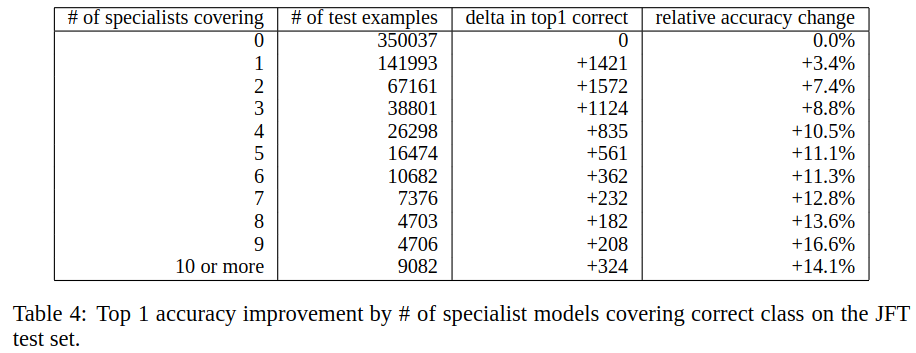 # of specialists covering # of test examples delta in top1 correct relative accuracy change
0 350037 0 0.0%
1 141993 +1421 +3.4%
2 67161 +1572 +7.4%
3 38801 +1124 +8.8%
4 26298 +835 +10.5%
5 16474 +561 +11.1%
6 10682 +362 +11.3%
7 7376 +232 +12.8%
8 4703 +182 +13.6%
9 4706 +208 +16.6%
10 or more 9082 +324 +14.1%
Table 4: Top 1 accuracy improvement by # of specialist models covering correct class on the JFT
test set.